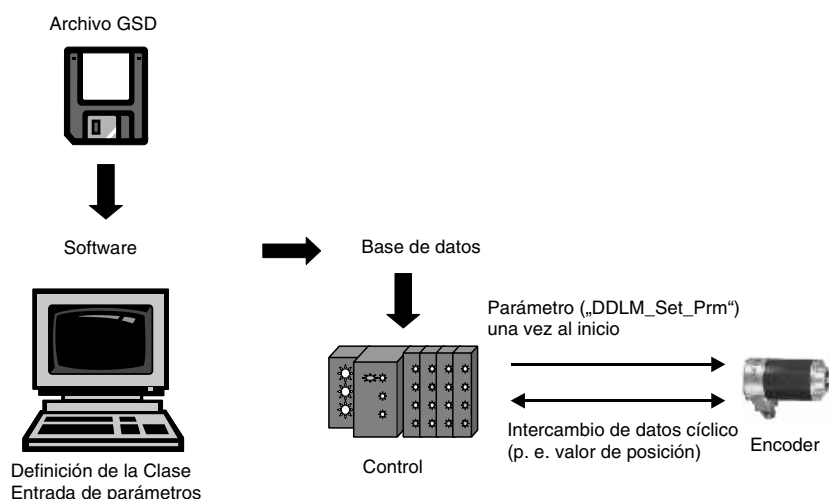 Archivo GSD
Software
Base de datos
Parámetro („DDLM_Set_Prm“)
una vez al inicio
Intercambio de datos cíclico
(p. e. valor de posición)
Encoder
Control
Definición de la Clase
Entrada de parámetros